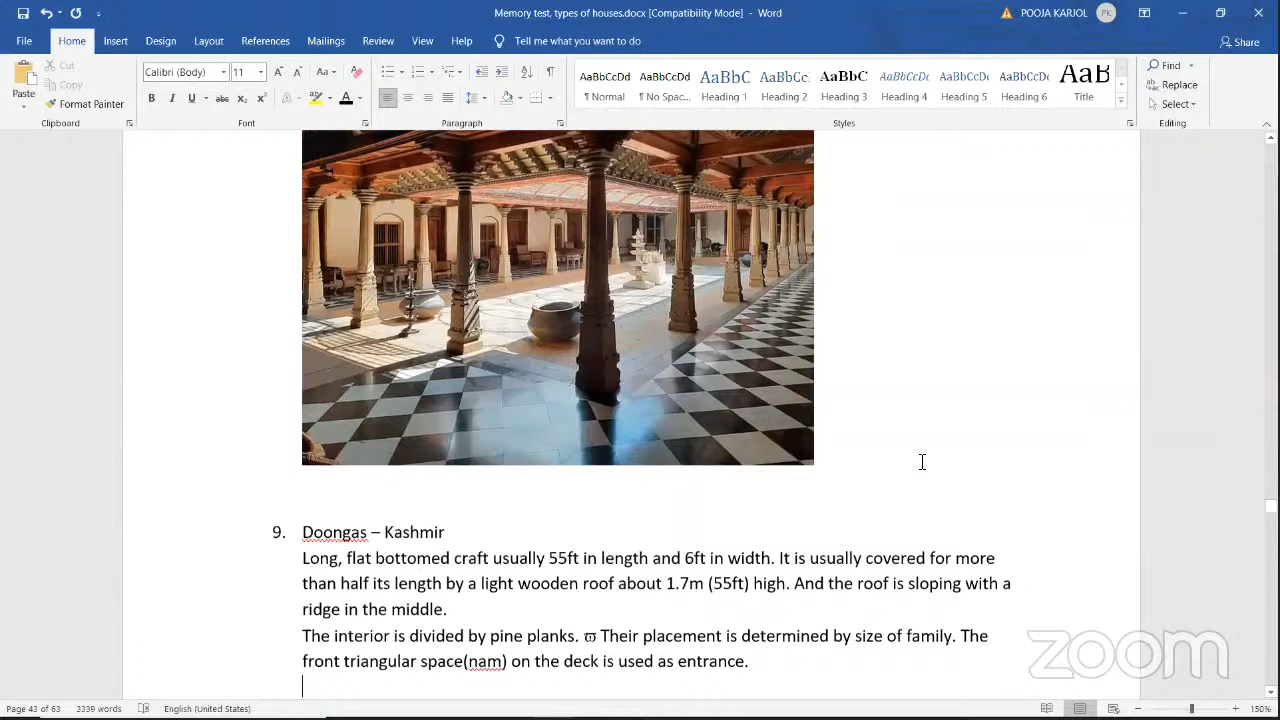 Memory test, types of houses.docx [Compatibility Mode] - Word
POOJA KARJOL
PK
File Home Insert Design Layout References Mailings Review View Help Tell me what you want to do
Share
Paste
Cut
Copy
Format Painter
Clipboard
Calibri (Body) 11
Font
Paragraph
AaBbCcDd AaBbCcDd AaBbC AaBbCc AaBbC AaBbCcDc AaBbCcDc AaBbCcDc AaB
¶ Normal ¶ No Spac... Heading 1 Heading 2 Heading 3 Heading 4 Heading 5 Heading 6 Title
Styles
Find
Replace
Select
Editing
9. Doongas – Kashmir
Long, flat bottomed craft usually 55ft in length and 6ft in width. It is usually covered for more
than half its length by a light wooden roof about 1.7m (55ft) high. And the roof is sloping with a
ridge in the middle.
The interior is divided by pine planks. ϖ Their placement is determined by size of family. The
front triangular space(nam) on the deck is used as entrance.
zoom
Page 43 of 63 3339 words English (United States) 150%